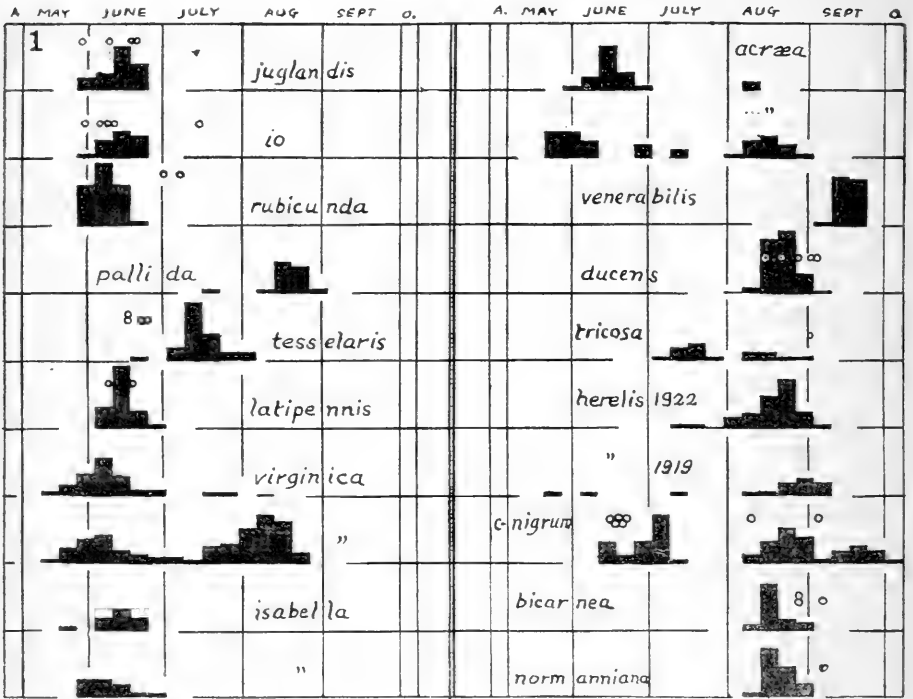 A MAY JUNE JULY AUG SEPT O. A. MAY JUNE JULY AUG SEPT O
1
juglandis
io
rubicunda
pallida
tesselaris
latipennis
virginica
"
isabella
"
acræa
"
venerabilis
ducens
tricosa
herelis 1922
" 1919
c-nigrum
bicarnea
normanniana